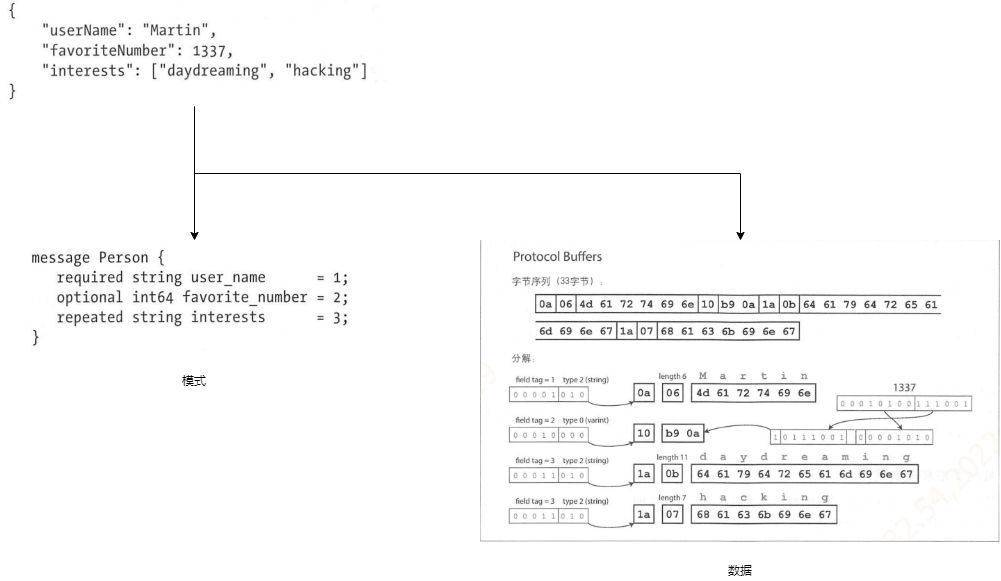 {
"userName": "Martin",
"favoriteNumber": 1337,
"interests": ["daydreaming", "hacking"]
}
message Person {
required string user_name = 1;
optional int64 favorite_number = 2;
repeated string interests = 3;
}
模式
Protocol Buffers
字节序列（33字节）:
0a 06 4d 61 72 74 69 6e 10 b9 0a 1a 0b 64 61 79 64 72 65 61
6d 69 6e 67 1a 07 68 61 63 6b 69 6e 67
分解:
length 6 M a r t i n
field tag = 1 type 2 (string)
0 0 0 0 1 0 1 0 0a 06 4d 61 72 74 69 6e
1337
0 0 0 1 0 1 0 0 1 1 1 0 0 1
field tag = 2 type 0 (varint)
0 0 0 1 0 0 0 0 10 b9 0a 1 0 1 1 1 0 0 1 0 0 0 0 1 0 1 0
length 11 d a y d r e a m i n g
field tag = 3 type 2 (string)
0 0 0 1 1 0 1 0 1a 0b 64 61 79 64 72 65 61 6d 69 6e 67
length 7 h a c k i n g
field tag = 3 type 2 (string)
0 0 0 1 1 0 1 0 1a 07 68 61 63 6b 69 6e 67
数据